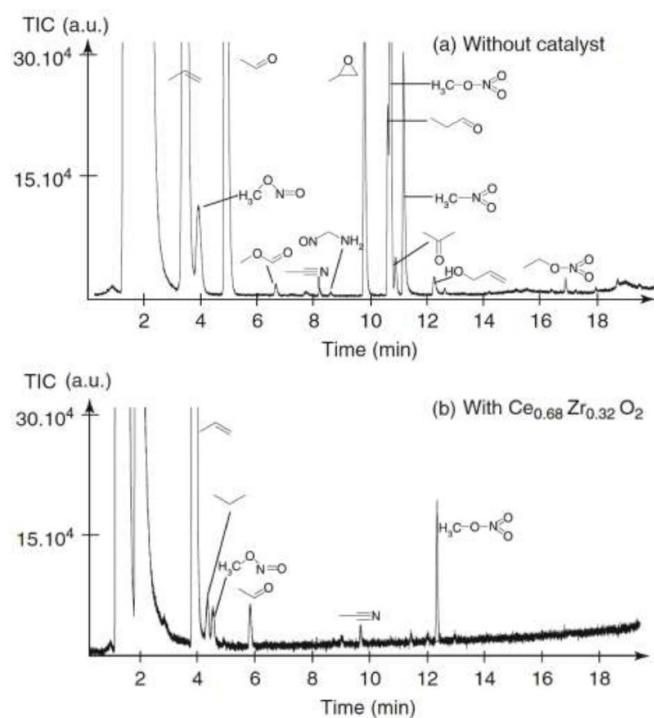 TIC (a.u.)
(a) Without catalyst
30.10⁴
15.10⁴
O
O
H₃C O N O O
O
H₃C O N=O
H₃C N O O
O O
ON NH₂
N
O
HO
O N O O
2 4 6 8 10 12 14 16 18
Time (min)
TIC (a.u.)
(b) With Ce₀.₆₈ Zr₀.₃₂ O₂
30.10⁴
15.10⁴
H₃C O N=O
O
N
H₃C O N O O
2 4 6 8 10 12 14 16 18
Time (min)